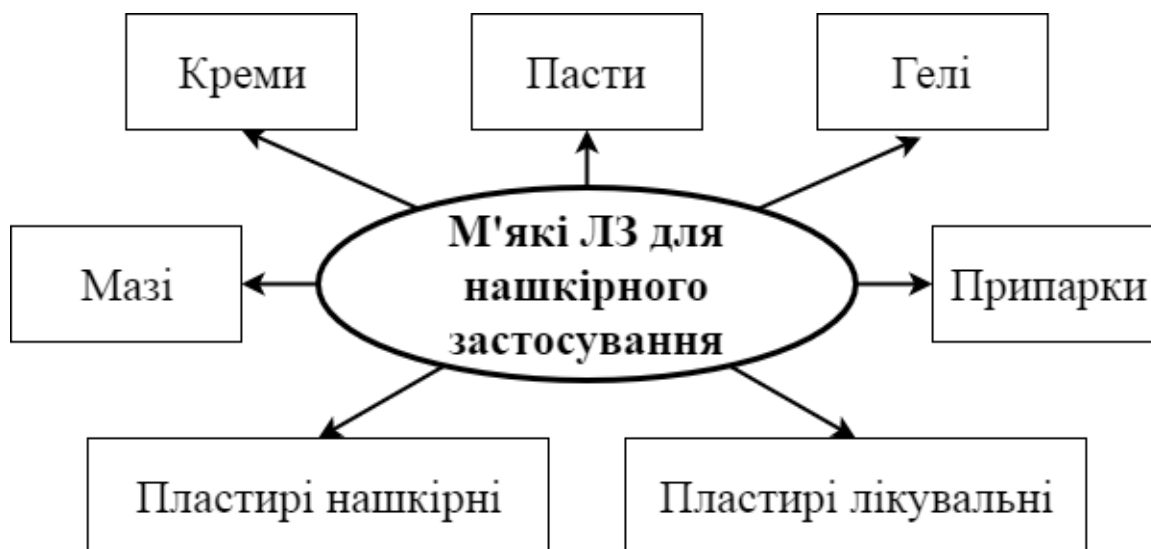 Креми
Пасти
Гелі
Мазі
М'які ЛЗ для
нашкірного
застосування
Припарки
Пластирі нашкірні
Пластирі лікувальні